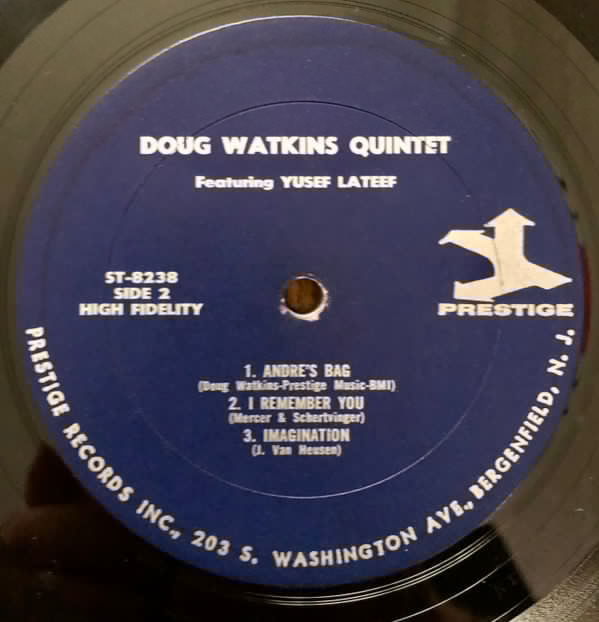 DOUG WATKINS QUINTET
Featuring YUSEF LATEEF
ST-8238
SIDE 2
HIGH FIDELITY
PRESTIGE
1. ANDRE'S BAG
(Doug Watkins-Prestige Music-BMI)
2. I REMEMBER YOU
(Mercer & Schertvinger)
3. IMAGINATION
(J. Van Heusen)
PRESTIGE RECORDS INC., 203 S. WASHINGTON AVE., BERGENFIELD, N. J.